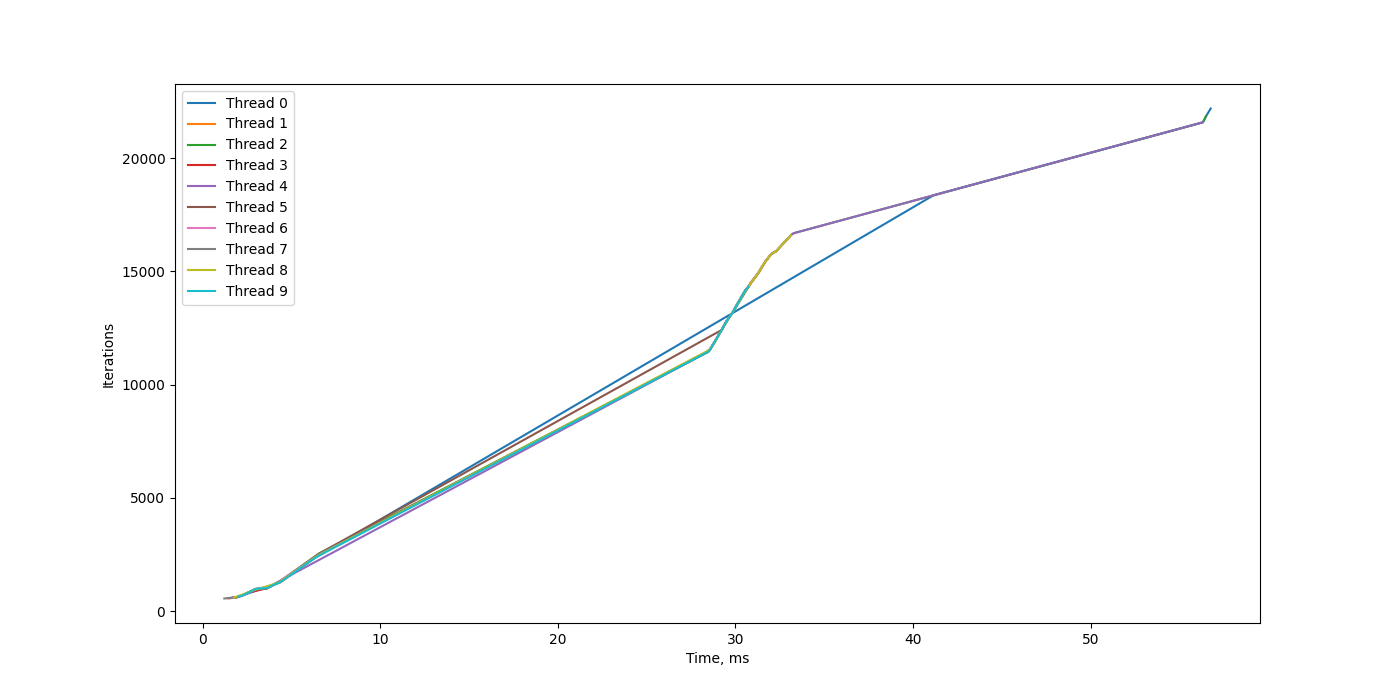 Thread 0
Thread 1
Thread 2
Thread 3
Thread 4
Thread 5
Thread 6
Thread 7
Thread 8
Thread 9
Iterations
20000
15000
10000
5000
0
0 10 20 30 40 50
Time, ms